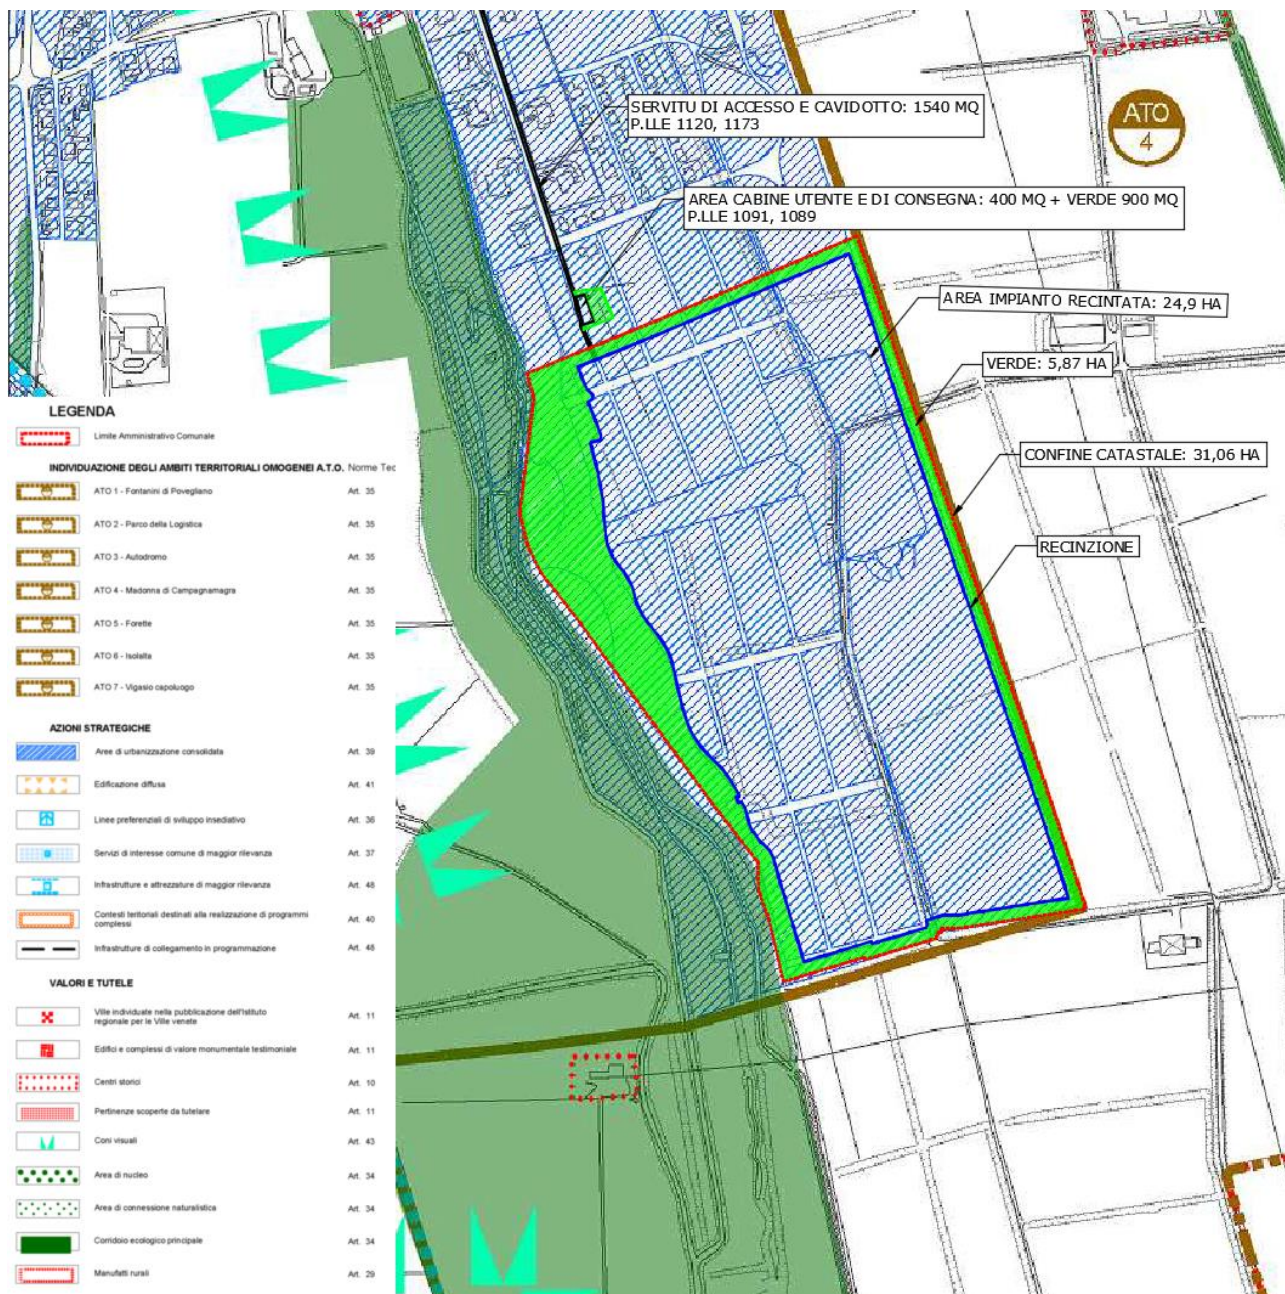 SERVITU DI ACCESSO E CAVIDOTTO: 1540 MQ
P.LLE 1120, 1173
ATO
4
AREA CABINE UTENTE E DI CONSEGNA: 400 MQ + VERDE 900 MQ
P.LLE 1091, 1089
AREA IMPIANTO RECINTATA: 24,9 HA
VERDE: 5,87 HA
CONFINE CATASTALE: 31,06 HA
RECINZIONE
LEGENDA
Limite Amministrativo Comunale
INDIVIDUAZIONE DEGLI AMBITI TERRITORIALI OMOGENEI A.T.O. Norme Tec
ATO 1 - Fontanini di Povegliano Art. 35
ATO 2 - Parco della Logistica Art. 35
ATO 3 - Autodromo Art. 35
ATO 4 - Madonna di Campagnamagra Art. 35
ATO 5 - Forette Art. 35
ATO 6 - Isolalta Art. 35
ATO 7 - Vigasio capoluogo Art. 35
AZIONI STRATEGICHE
Aree di urbanizzazione consolidata Art. 39
Edificazione diffusa Art. 41
Linee preferenziali di sviluppo insediativo Art. 36
Servizi di interesse comune di maggior rilevanza Art. 37
Infrastrutture e attrezzature di maggior rilevanza Art. 48
Contesti territoriali destinati alla realizzazione di programmi
complessi Art. 40
Infrastrutture di collegamento in programmazione Art. 48
VALORI E TUTELE
Ville individuate nella pubblicazione dell'Istituto
regionale per le Ville venete Art. 11
Edifici e complessi di valore monumentale testimoniale Art. 11
Centri storici Art. 10
Pertinenze scoperte da tutelare Art. 11
Coni visuali Art. 43
Area di nucleo Art. 34
Area di connessione naturalistica Art. 34
Corridoio ecologico principale Art. 34
Manufatti rurali Art. 29